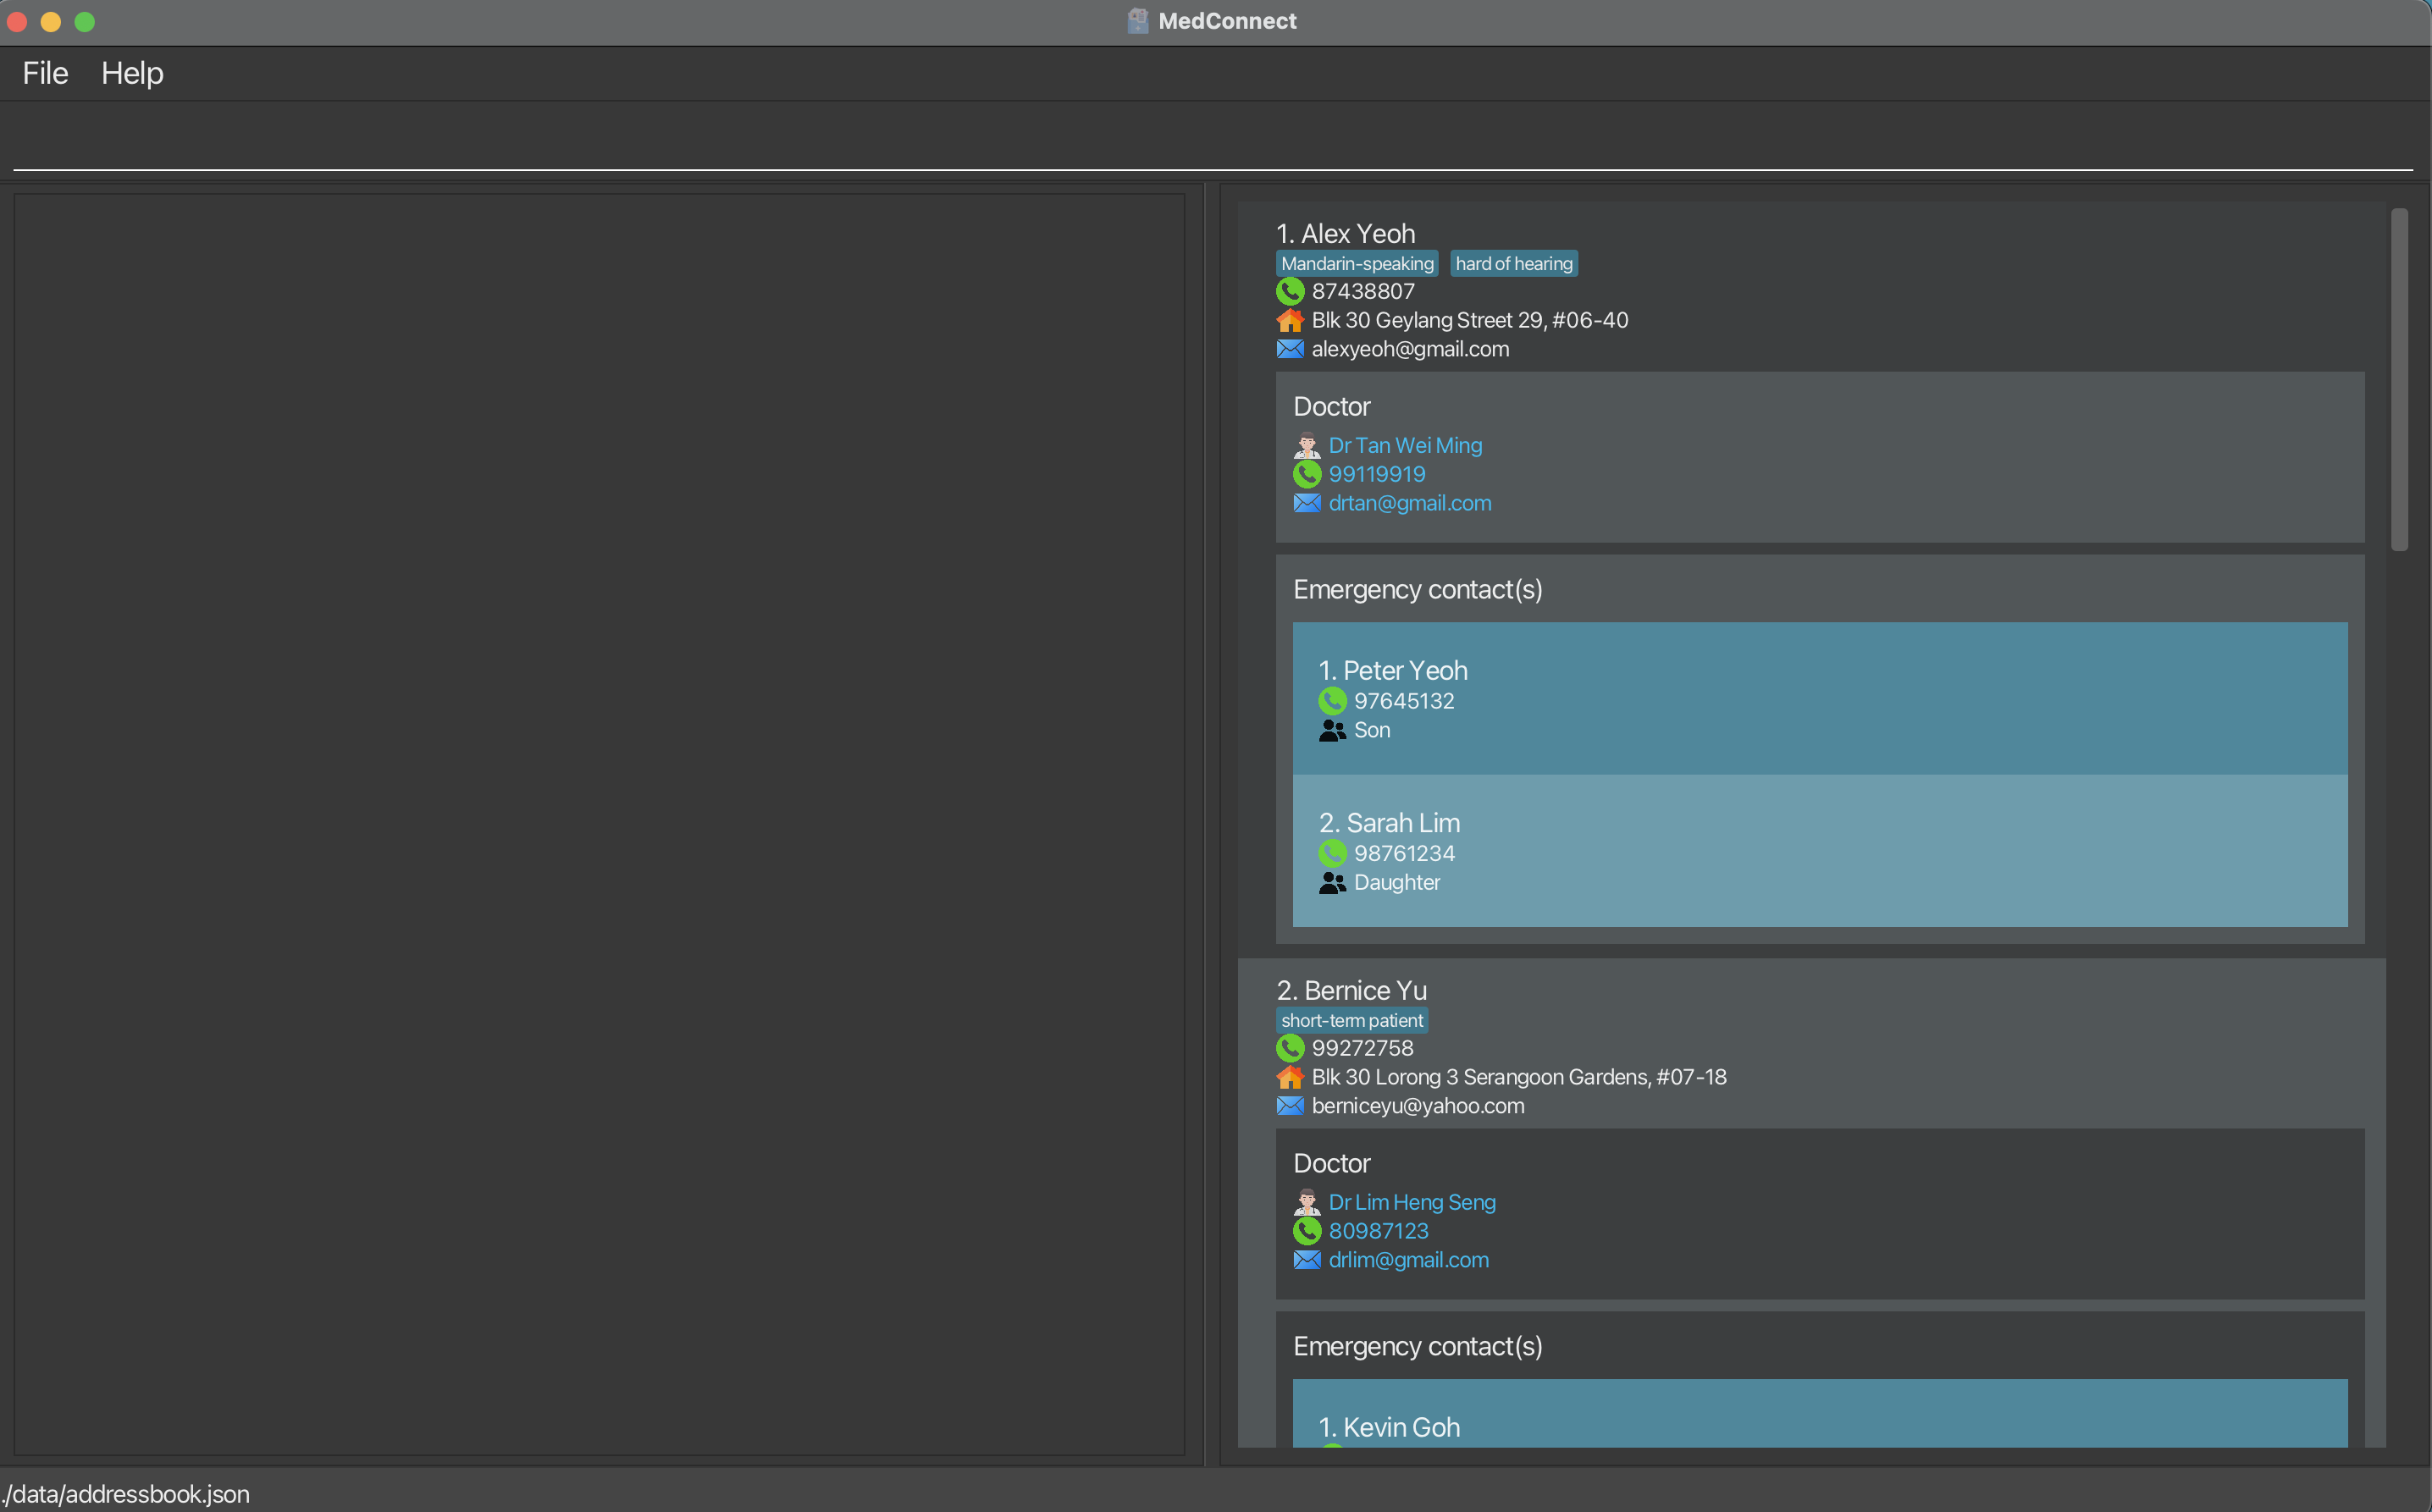 MedConnect
File Help
1. Alex Yeoh
Mandarin-speaking hard of hearing
87438807
Blk 30 Geylang Street 29, #06-40
alexyeoh@gmail.com
Doctor
Dr Tan Wei Ming
99119919
drtan@gmail.com
Emergency contact(s)
1. Peter Yeoh
97645132
Son
2. Sarah Lim
98761234
Daughter
2. Bernice Yu
short-term patient
99272758
Blk 30 Lorong 3 Serangoon Gardens, #07-18
berniceyu@yahoo.com
Doctor
Dr Lim Heng Seng
80987123
drlim@gmail.com
Emergency contact(s)
1. Kevin Goh
./data/addressbook.json